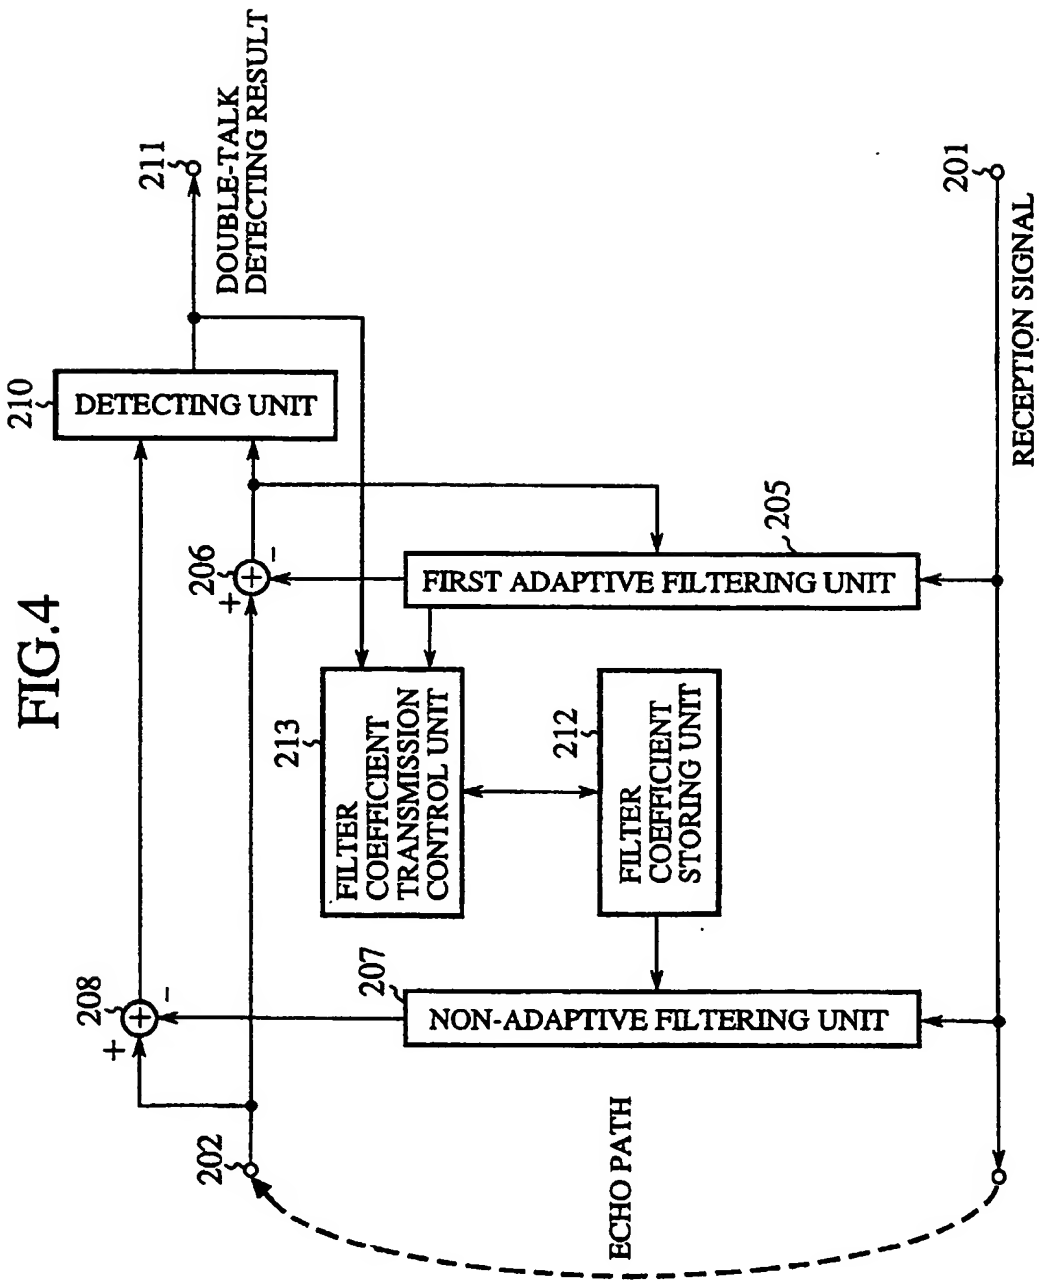 FIG.4
208
+
-
202
206
+
-
210
DETECTING UNIT
211
DOUBLE-TALK
DETECTING RESULT
213
FILTER
COEFFICIENT
TRANSMISSION
CONTROL UNIT
212
FILTER
COEFFICIENT
STORING UNIT
207
NON-ADAPTIVE FILTERING UNIT
205
FIRST ADAPTIVE FILTERING UNIT
ECHO PATH
201
RECEPTION SIGNAL